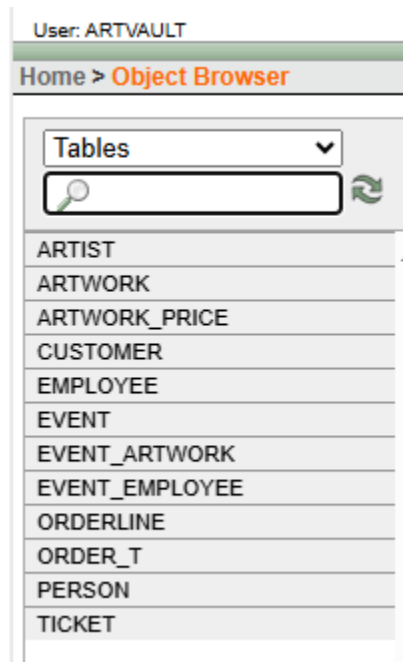 User: ARTVAULT
Home > Object Browser
Tables
ARTIST
ARTWORK
ARTWORK_PRICE
CUSTOMER
EMPLOYEE
EVENT
EVENT_ARTWORK
EVENT_EMPLOYEE
ORDERLINE
ORDER_T
PERSON
TICKET